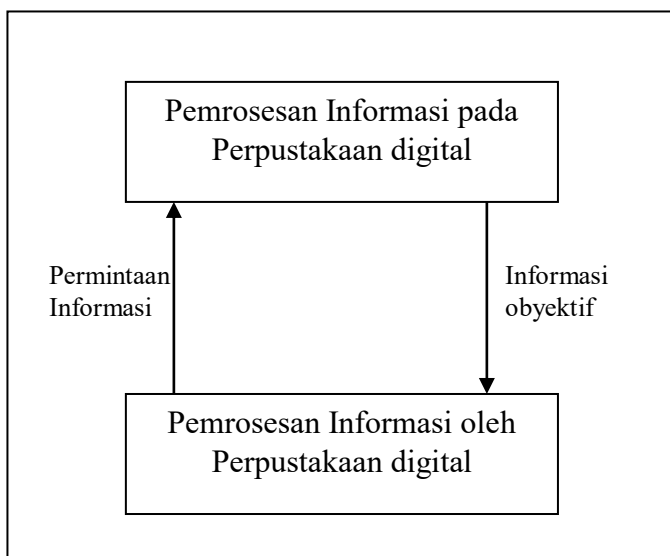 Pemrosesan Informasi pada
Perpustakaan digital
Permintaan
Informasi
Informasi
obyektif
Pemrosesan Informasi oleh
Perpustakaan digital